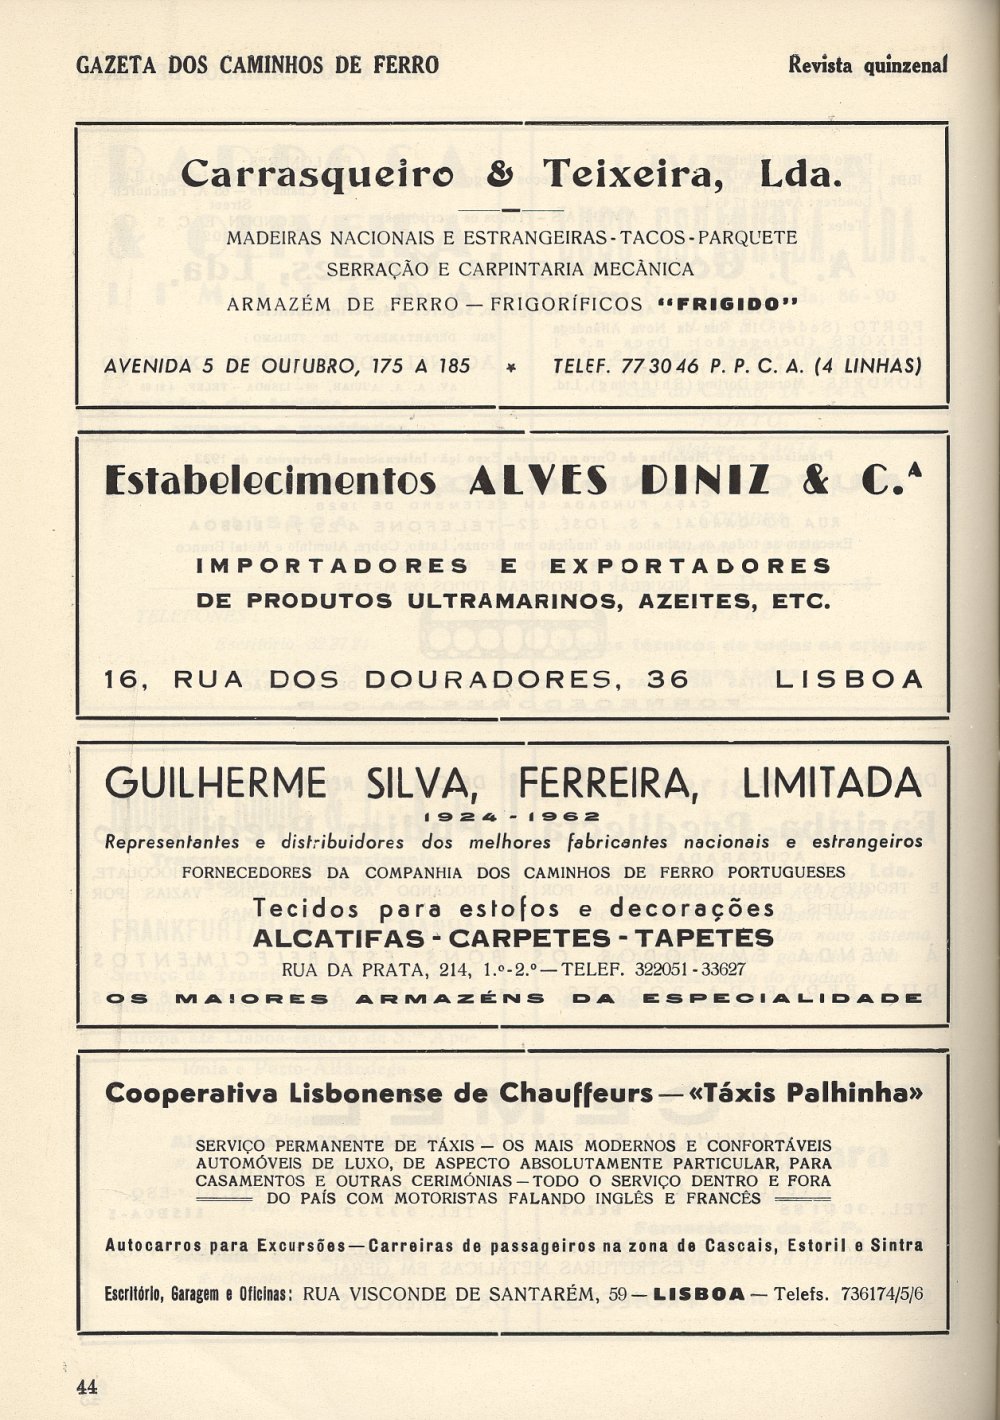 GAZETA DOS CAMINHOS DE FERRO Revista quinzenal
Carrasqueiro & Teixeira, Lda.
MADEIRAS NACIONAIS E ESTRANGEIRAS - TACOS - PARQUETE
SERRAÇÃO E CARPINTARIA MECÂNICA
ARMAZÉM DE FERRO — FRIGORÍFICOS "FRIGIDO"
AVENIDA 5 DE OUTUBRO, 175 A 185 * TELEF. 77 30 46 P. P. C. A. (4 LINHAS)
Estabelecimentos ALVES DINIZ & C.ᴬ
IMPORTADORES E EXPORTADORES
DE PRODUTOS ULTRAMARINOS, AZEITES, ETC.
16, RUA DOS DOURADORES, 36 LISBOA
GUILHERME SILVA, FERREIRA, LIMITADA
1924 - 1962
Representantes e distribuidores dos melhores fabricantes nacionais e estrangeiros
FORNECEDORES DA COMPANHIA DOS CAMINHOS DE FERRO PORTUGUESES
Tecidos para estofos e decorações
ALCATIFAS - CARPETES - TAPETES
RUA DA PRATA, 214, 1.º-2.º — TELEF. 322051 - 33627
OS MAIORES ARMAZÉNS DA ESPECIALIDADE
Cooperativa Lisbonense de Chauffeurs — «Táxis Palhinha»
SERVIÇO PERMANENTE DE TÁXIS — OS MAIS MODERNOS E CONFORTÁVEIS
AUTOMÓVEIS DE LUXO, DE ASPECTO ABSOLUTAMENTE PARTICULAR, PARA
CASAMENTOS E OUTRAS CERIMÓNIAS — TODO O SERVIÇO DENTRO E FORA
DO PAÍS COM MOTORISTAS FALANDO INGLÊS E FRANCÊS
Autocarros para Excursões — Carreiras de passageiros na zona de Cascais, Estoril e Sintra
Escritório, Garagem e Oficinas: RUA VISCONDE DE SANTARÉM, 59 — LISBOA — Telefs. 736174/5/6
44